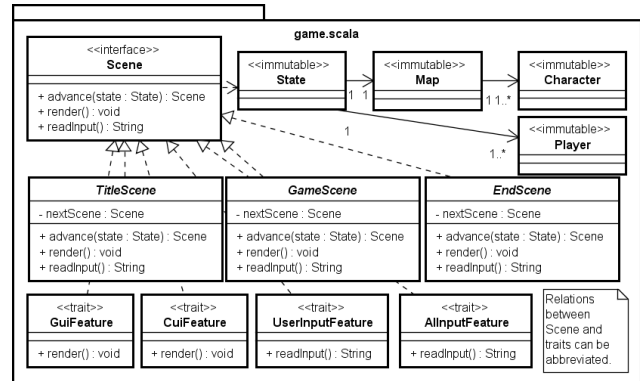 game.scala
<<interface>>
Scene
+ advance(state : State) : Scene
+ render() : void
+ readInput() : String
<<immutable>>
State
<<immutable>>
Map
<<immutable>>
Character
1
1
1 1..*
<<immutable>>
Player
1
1..*
TitleScene
- nextScene : Scene
+ advance(state : State) : Scene
+ render() : void
+ readInput() : String
GameScene
- nextScene : Scene
+ advance(state : State) : Scene
+ render() : void
+ readInput() : String
EndScene
- nextScene : Scene
+ advance(state : State) : Scene
+ render() : void
+ readInput() : String
<<trait>>
GuiFeature
+ render() : void
<<trait>>
CuiFeature
+ render() : void
<<trait>>
UserInputFeature
+ readInput() : String
<<trait>>
AIInputFeature
+ readInput() : String
Relations
between
Scene and
traits can be
abbreviated.